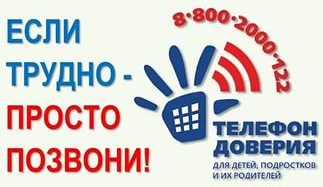 ЕСЛИ
ТРУДНО -
ПРОСТО
ПОЗВОНИ!
8-800-2000-122
ТЕЛЕФОН
ДОВЕРИЯ
ДЛЯ ДЕТЕЙ, ПОДРОСТКОВ
И ИХ РОДИТЕЛЕЙ